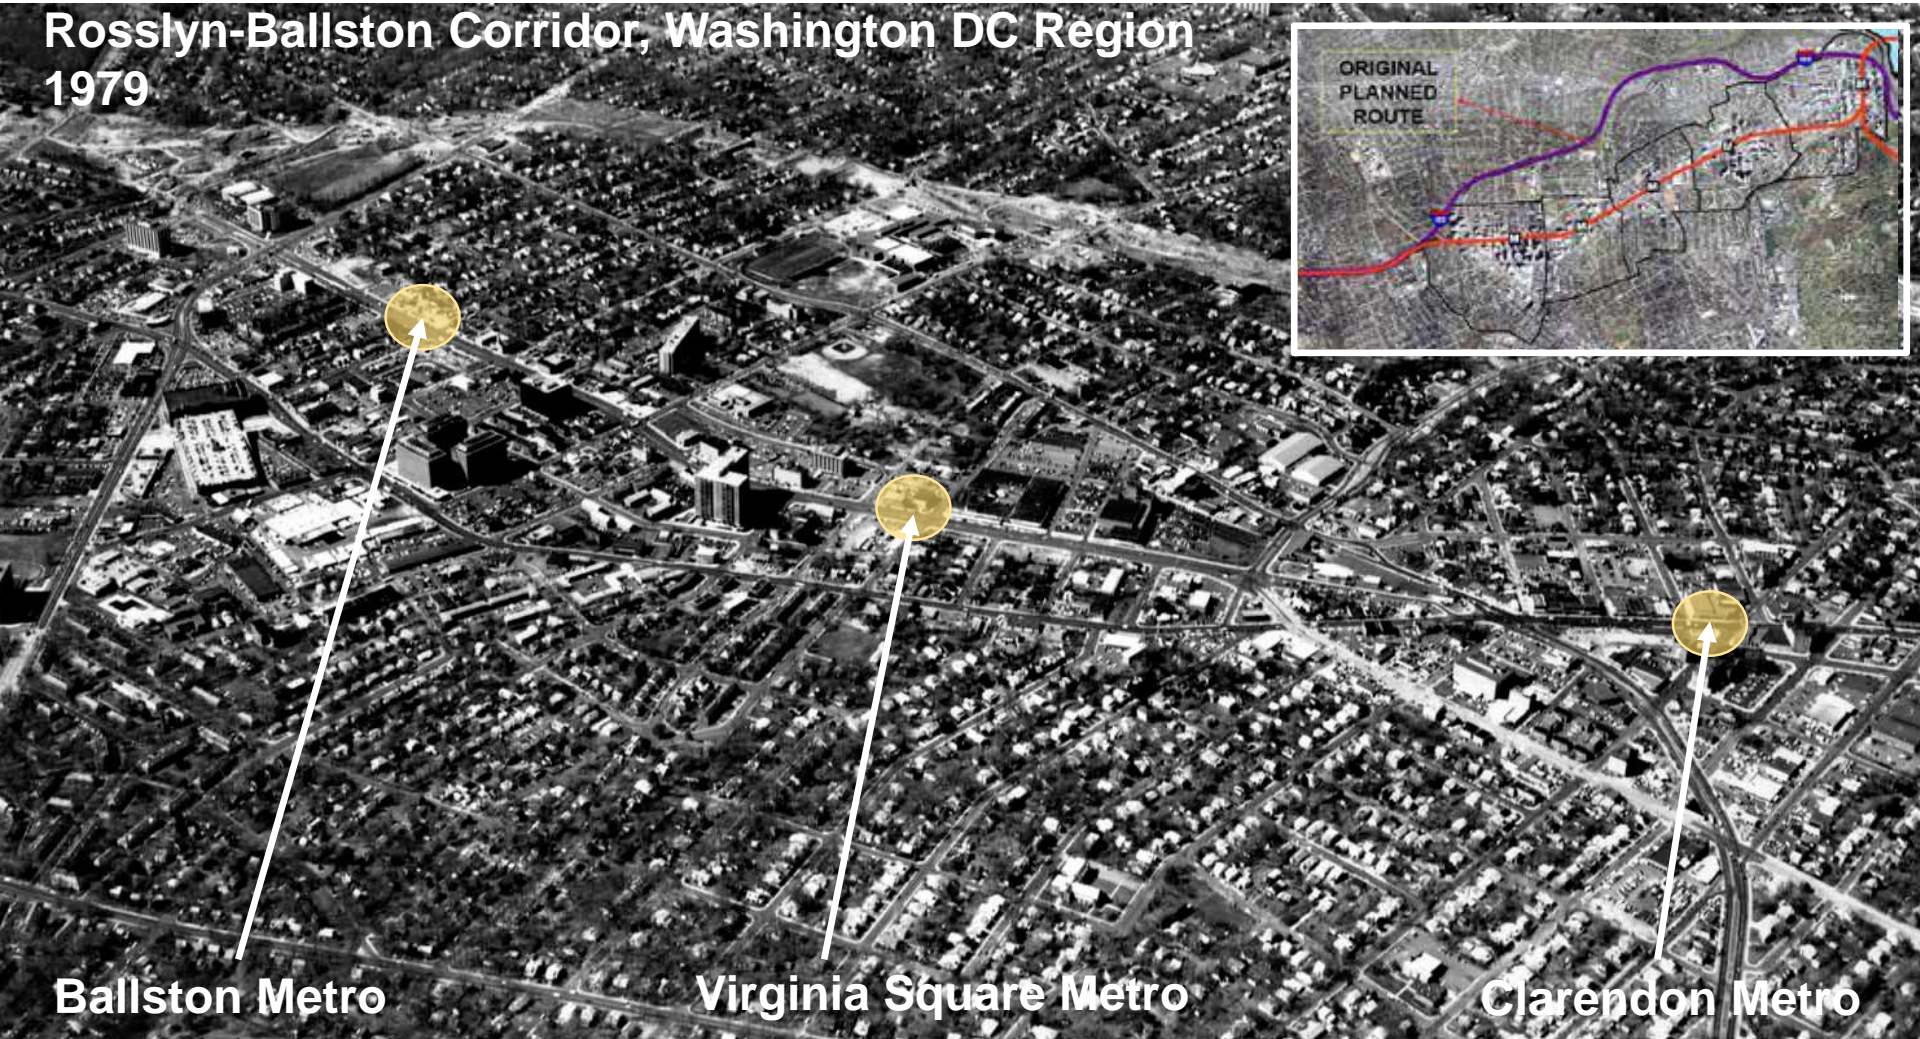 Rosslyn-Ballston Corridor, Washington DC Region
1979
ORIGINAL
PLANNED
ROUTE
Ballston Metro
Virginia Square Metro
Clarendon Metro